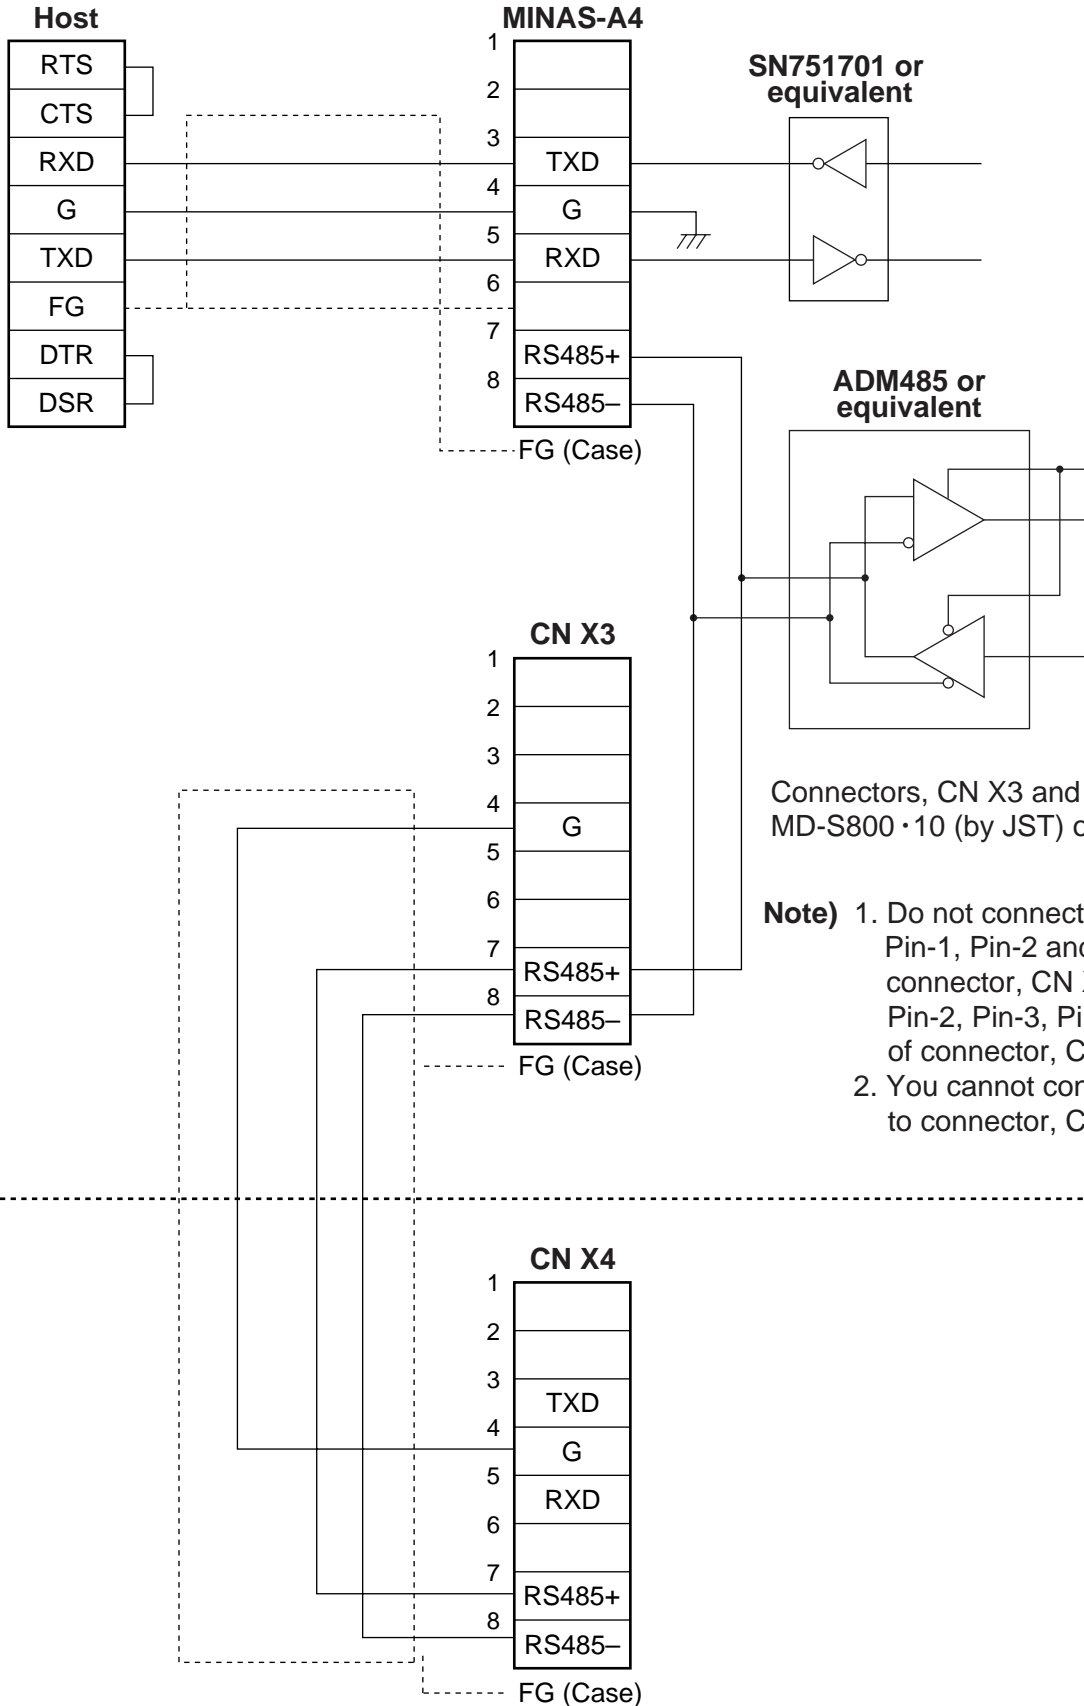 Host
RTS
CTS
RXD
G
TXD
FG
DTR
DSR
MINAS-A4
1
2
3
TXD
4
G
5
RXD
6
7
RS485+
8
RS485–
FG (Case)
SN751701 or
equivalent
ADM485 or
equivalent
CN X3
1
2
3
4
G
5
6
7
RS485+
8
RS485–
FG (Case)
Connectors, CN X3 and
MD-S800・10 (by JST)
Note) 1. Do not connect
Pin-1, Pin-2
connector, CN
Pin-2, Pin-3,
of connector,
2. You cannot
to connector,
CN X4
1
2
3
TXD
4
G
5
RXD
6
7
RS485+
8
RS485–
FG (Case)